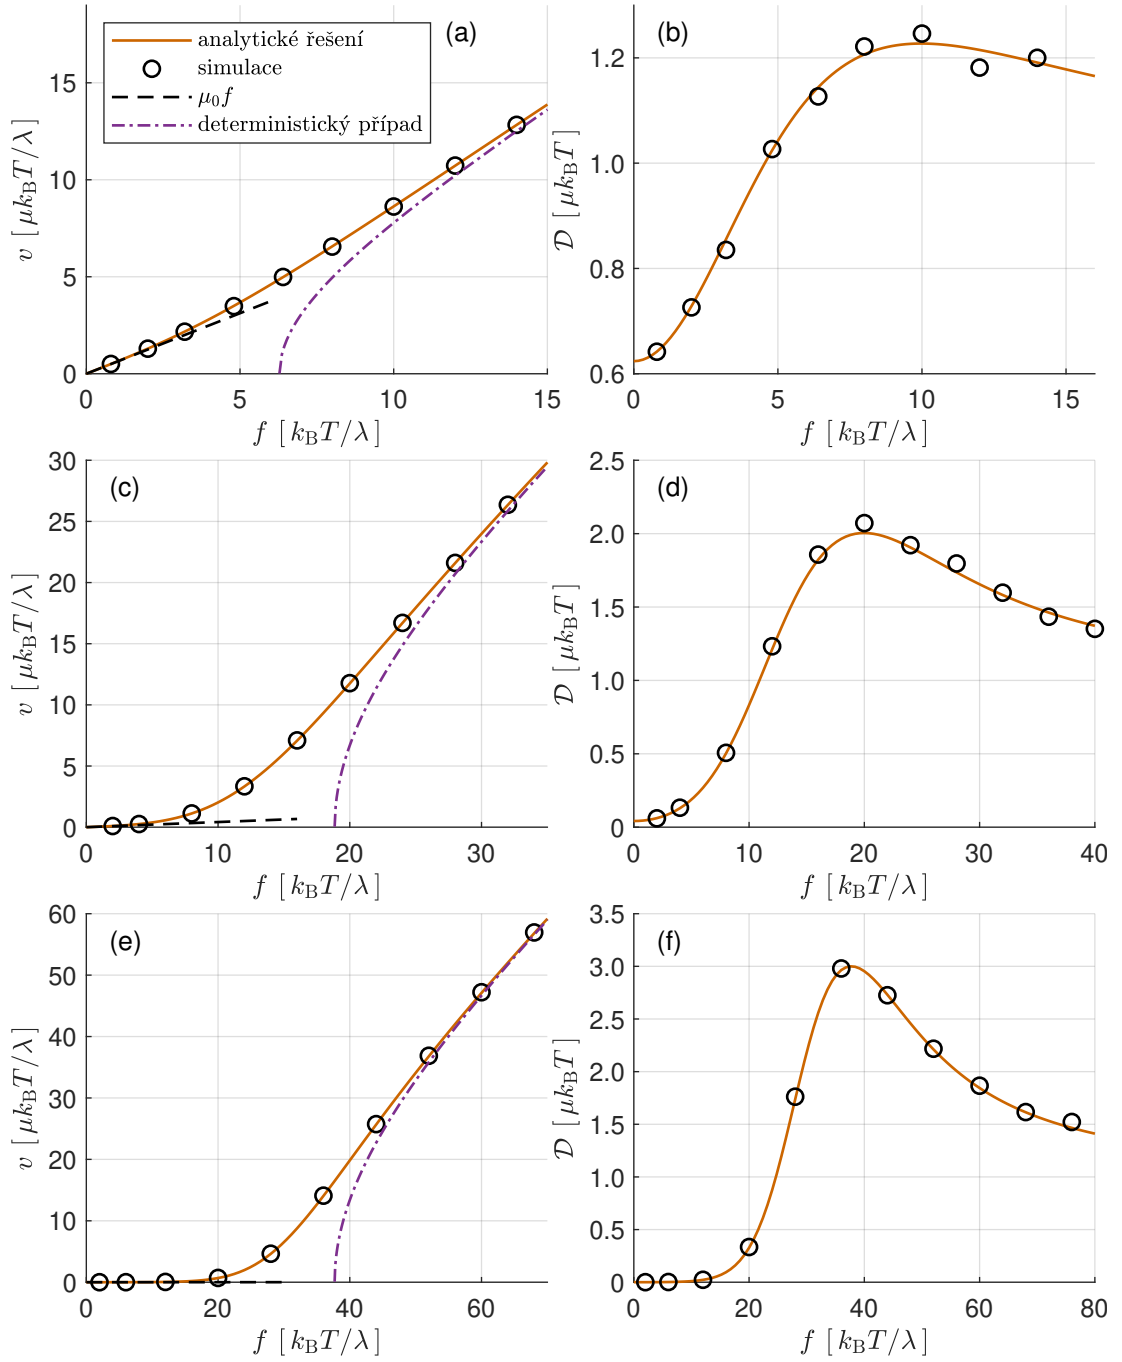 (a)
analytické řešení
simulace
μ₀f
deterministický případ
v [ μk_BT/λ ]
15
10
5
0
0 5 10 15
f [ k_BT/λ ]
(b)
𝒟 [ μk_BT ]
1.2
1.0
0.8
0.6
0 5 10 15
f [ k_BT/λ ]
(c)
v [ μk_BT/λ ]
30
25
20
15
10
5
0
0 10 20 30
f [ k_BT/λ ]
(d)
𝒟 [ μk_BT ]
2.5
2.0
1.5
1.0
0.5
0
0 10 20 30 40
f [ k_BT/λ ]
(e)
v [ μk_BT/λ ]
60
50
40
30
20
10
0
0 20 40 60
f [ k_BT/λ ]
(f)
𝒟 [ μk_BT ]
3.5
3.0
2.5
2.0
1.5
1.0
0.5
0
0 20 40 60 80
f [ k_BT/λ ]